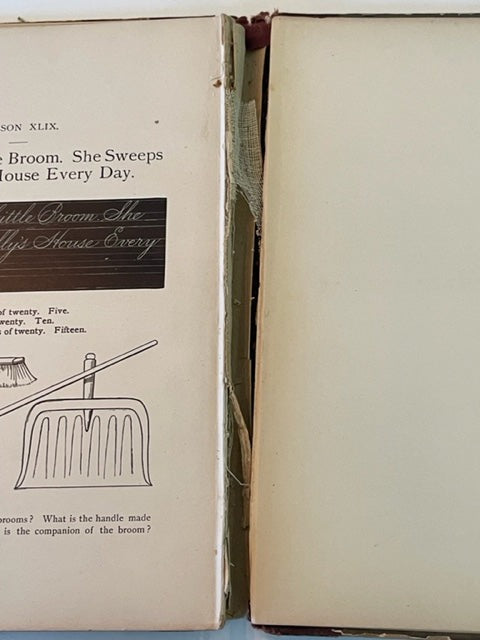 SON XLIX.
e Broom. She Sweeps
House Every Day.
Little Broom. She
lly's House Every
of twenty. Five.
wenty. Ten.
s of twenty. Fifteen.
brooms? What is the handle made
is the companion of the broom?